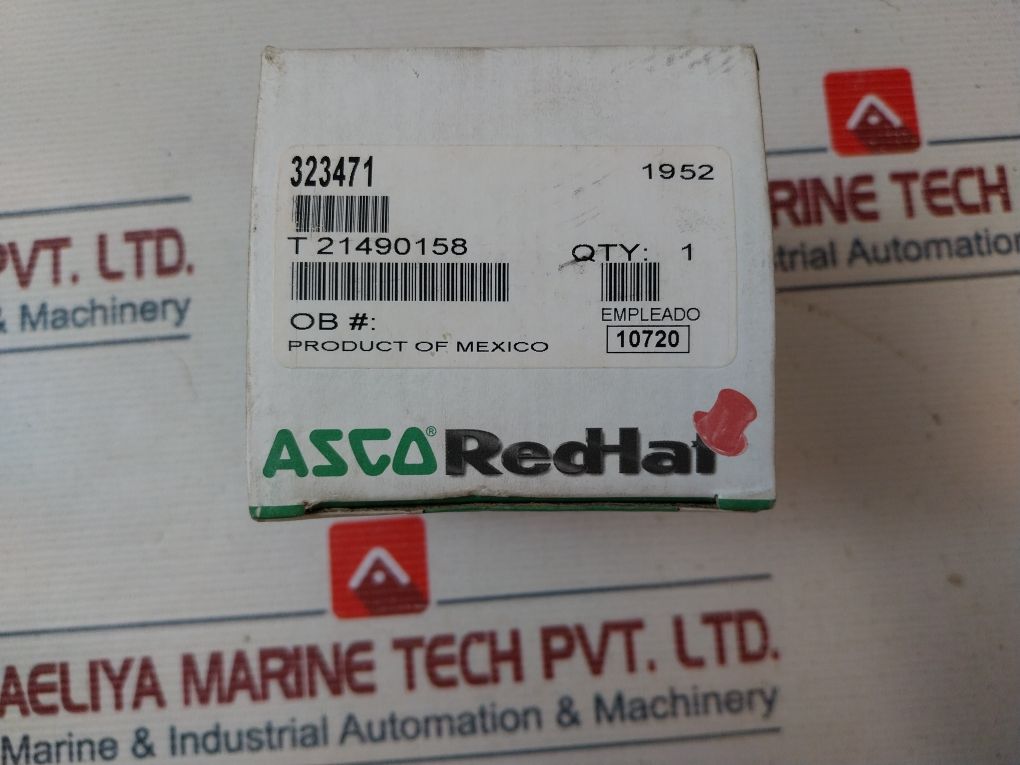 323471
1952
T 21490158
QTY: 1
OB #:
EMPLEADO
PRODUCT OF MEXICO
10720
ASCO® RedHat
RINE TECH
trial Automation
PVT. LTD.
& Machinery
AELIYA MARINE TECH PVT. LTD.
Marine & Industrial Automation & Machinery